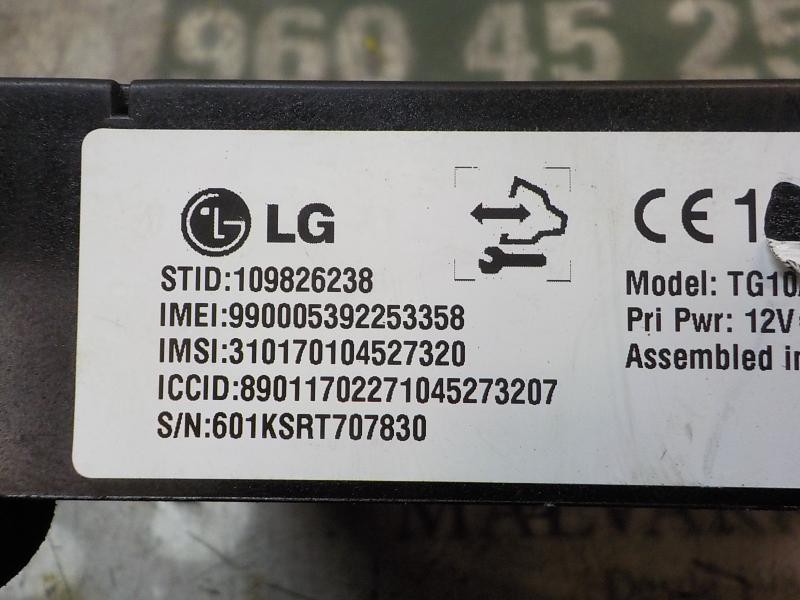 960 45 25
LG
STID:109826238
IMEI:990005392253358
IMSI:310170104527320
ICCID:89011702271045273207
S/N:601KSRT707830
CE 1
Model: TG10
Pri Pwr: 12V
Assembled in